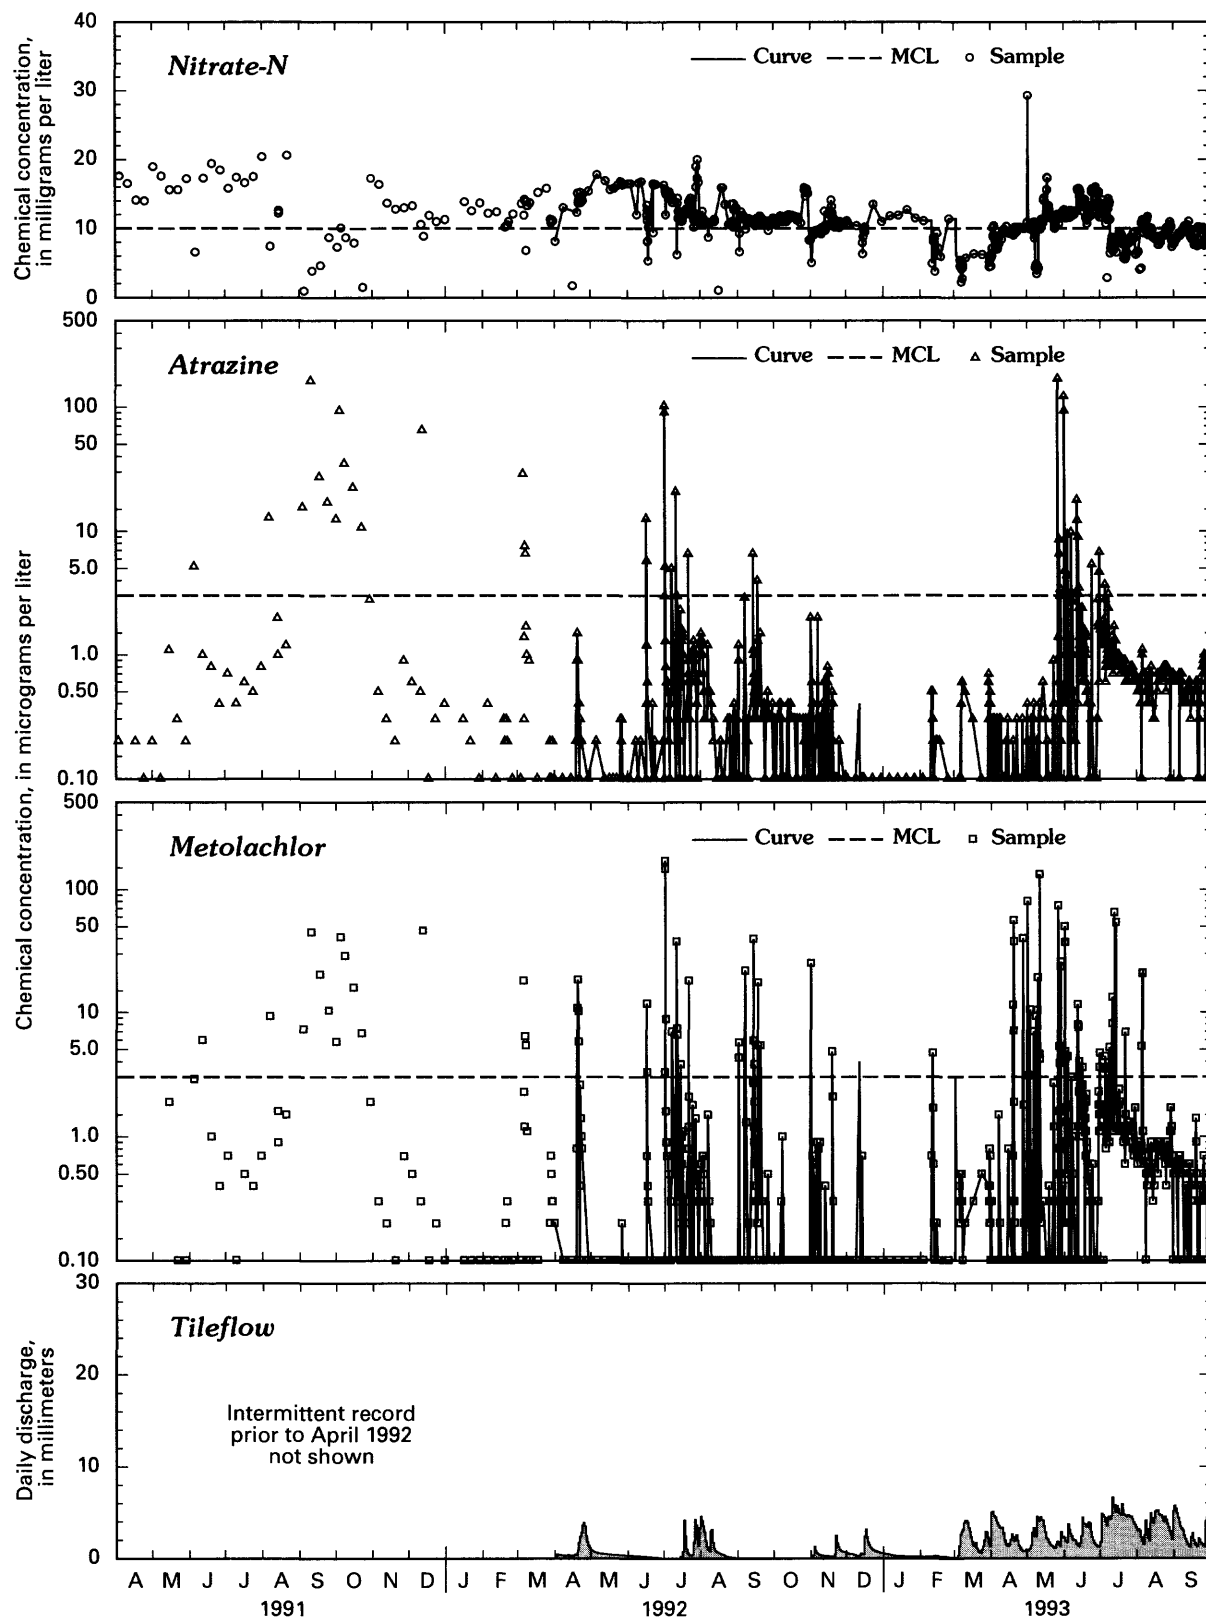 Chemical concentration,
in milligrams per liter
40
30
20
10
0
Nitrate-N
Curve MCL Sample
Chemical concentration, in micrograms per liter
500
100
50
10
5.0
1.0
0.50
0.10
Atrazine
Curve MCL Sample
500
100
50
10
5.0
1.0
0.50
0.10
Metolachlor
Curve MCL Sample
Daily discharge,
in millimeters
30
20
10
0
Tileflow
Intermittent record
prior to April 1992
not shown
A M J J A S O N D J F M A M J J A S O N D J F M A M J J A S
1991 1992 1993